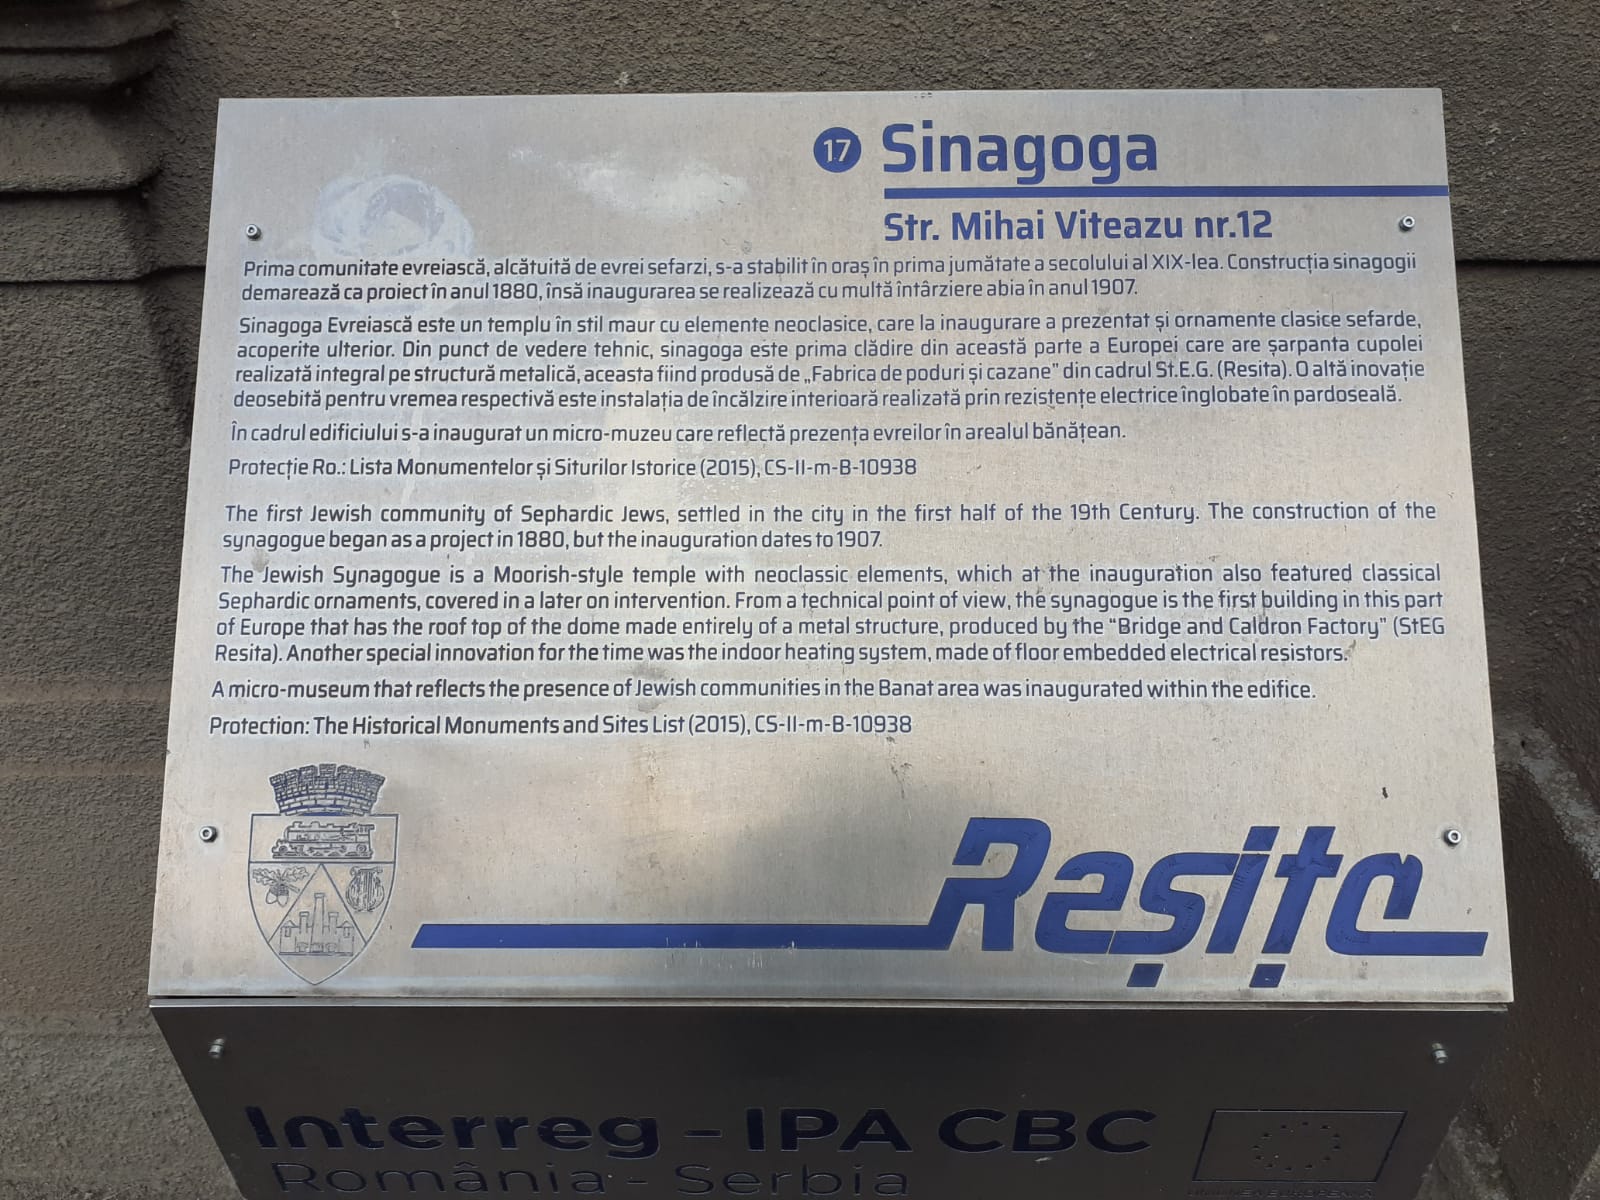 17 Sinagoga
Str. Mihai Viteazu nr.12
Prima comunitate evreiască, alcătuită de evrei sefarzi, s-a stabilit în oraș în prima jumătate a secolului al XIX-lea. Construcția sinagogii
demarează ca proiect în anul 1880, însă inaugurarea se realizează cu multă întârziere abia în anul 1907.
Sinagoga Evreiască este un templu în stil maur cu elemente neoclasice, care la inaugurare a prezentat și ornamente clasice sefarde,
acoperite ulterior. Din punct de vedere tehnic, sinagoga este prima clădire din această parte a Europei care are șarpanta cupolei
realizată integral pe structură metalică, aceasta fiind produsă de „Fabrica de poduri și cazane” din cadrul St.E.G. (Resita). O altă inovație
deosebită pentru vremea respectivă este instalația de încălzire interioară realizată prin rezistențe electrice înglobate în pardoseală.
În cadrul edificiului s-a inaugurat un micro-muzeu care reflectă prezența evreilor în arealul bănățean.
Protecție Ro.: Lista Monumentelor și Siturilor Istorice (2015), CS-II-m-B-10938
The first Jewish community of Sephardic Jews, settled in the city in the first half of the 19th Century. The construction of the
synagogue began as a project in 1880, but the inauguration dates to 1907.
The Jewish Synagogue is a Moorish-style temple with neoclassic elements, which at the inauguration also featured classical
Sephardic ornaments, covered in a later on intervention. From a technical point of view, the synagogue is the first building in this part
of Europe that has the roof top of the dome made entirely of a metal structure, produced by the “Bridge and Caldron Factory” (StEG
Resita). Another special innovation for the time was the indoor heating system, made of floor embedded electrical resistors.
A micro-museum that reflects the presence of Jewish communities in the Banat area was inaugurated within the edifice.
Protection: The Historical Monuments and Sites List (2015), CS-II-m-B-10938
Reșița
Interreg - IPA CBC
România - Serbia